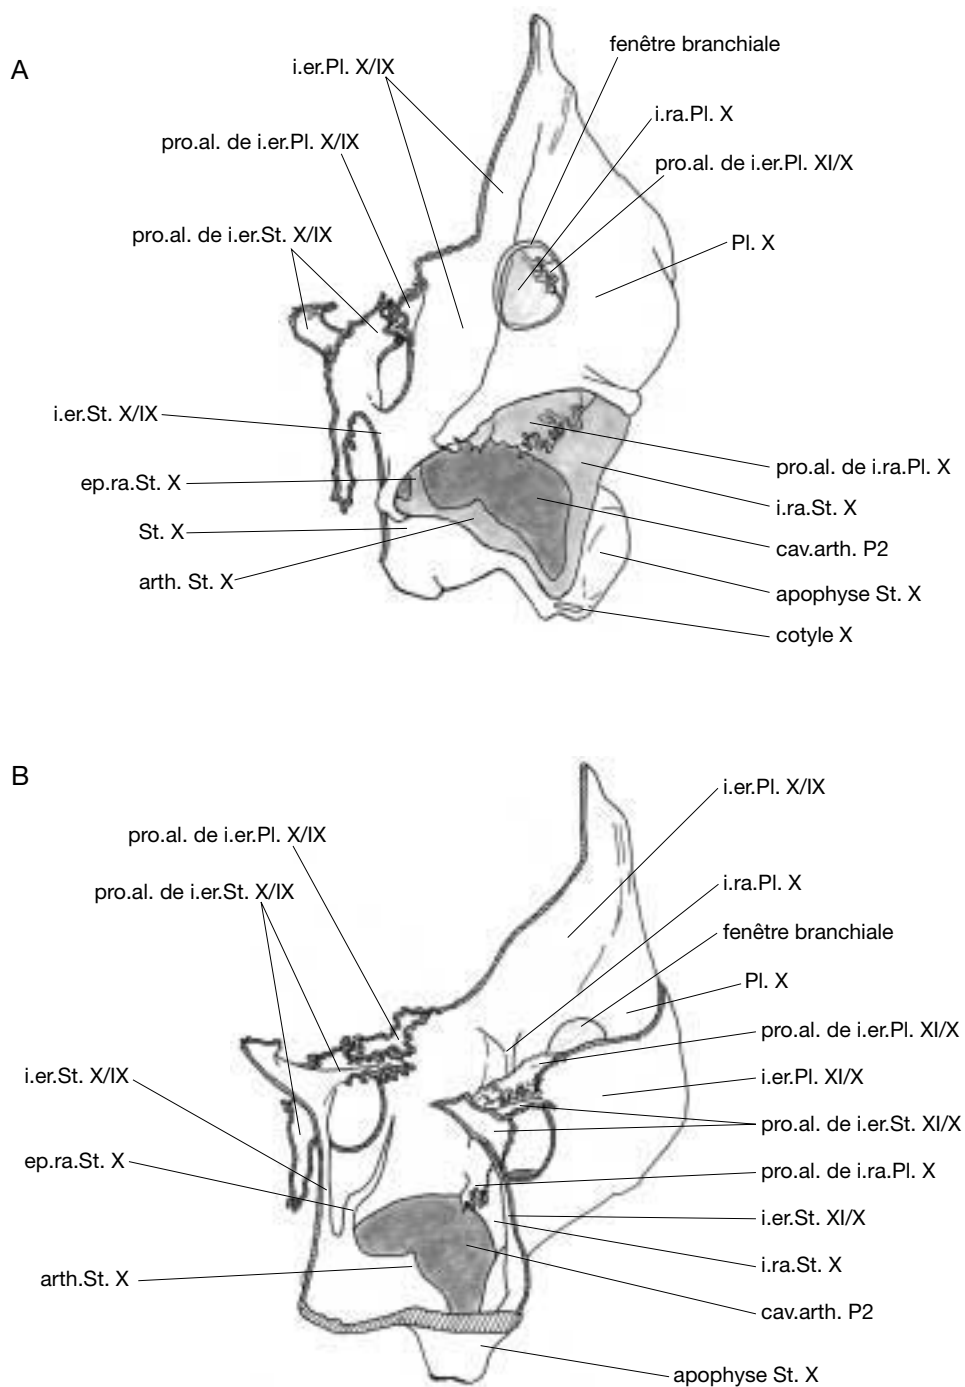 A
fenêtre branchiale
i.er.Pl. X/IX
i.ra.Pl. X
pro.al. de i.er.Pl. X/IX
pro.al. de i.er.Pl. XI/X
pro.al. de i.er.St. X/IX
Pl. X
i.er.St. X/IX
pro.al. de i.ra.Pl. X
ep.ra.St. X
i.ra.St. X
St. X
cav.arth. P2
arth. St. X
apophyse St. X
cotyle X
B
i.er.Pl. X/IX
pro.al. de i.er.Pl. X/IX
i.ra.Pl. X
pro.al. de i.er.St. X/IX
fenêtre branchiale
Pl. X
pro.al. de i.er.Pl. XI/X
i.er.St. X/IX
i.er.Pl. XI/X
pro.al. de i.er.St. XI/X
ep.ra.St. X
pro.al. de i.ra.Pl. X
i.er.St. XI/X
i.ra.St. X
arth.St. X
cav.arth. P2
apophyse St. X